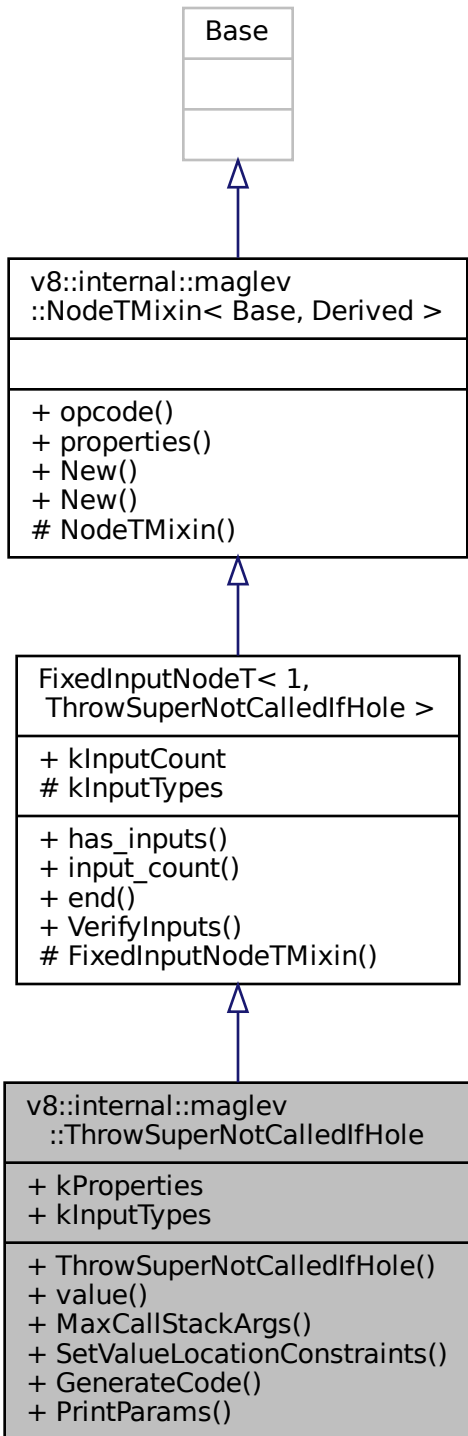 Base
v8::internal::maglev
::NodeTMixin< Base, Derived >
+ opcode()
+ properties()
+ New()
+ New()
# NodeTMixin()
FixedInputNodeT< 1,
ThrowSuperNotCalledIfHole >
+ kInputCount
# kInputTypes
+ has_inputs()
+ input_count()
+ end()
+ VerifyInputs()
# FixedInputNodeTMixin()
v8::internal::maglev
::ThrowSuperNotCalledIfHole
+ kProperties
+ kInputTypes
+ ThrowSuperNotCalledIfHole()
+ value()
+ MaxCallStackArgs()
+ SetValueLocationConstraints()
+ GenerateCode()
+ PrintParams()